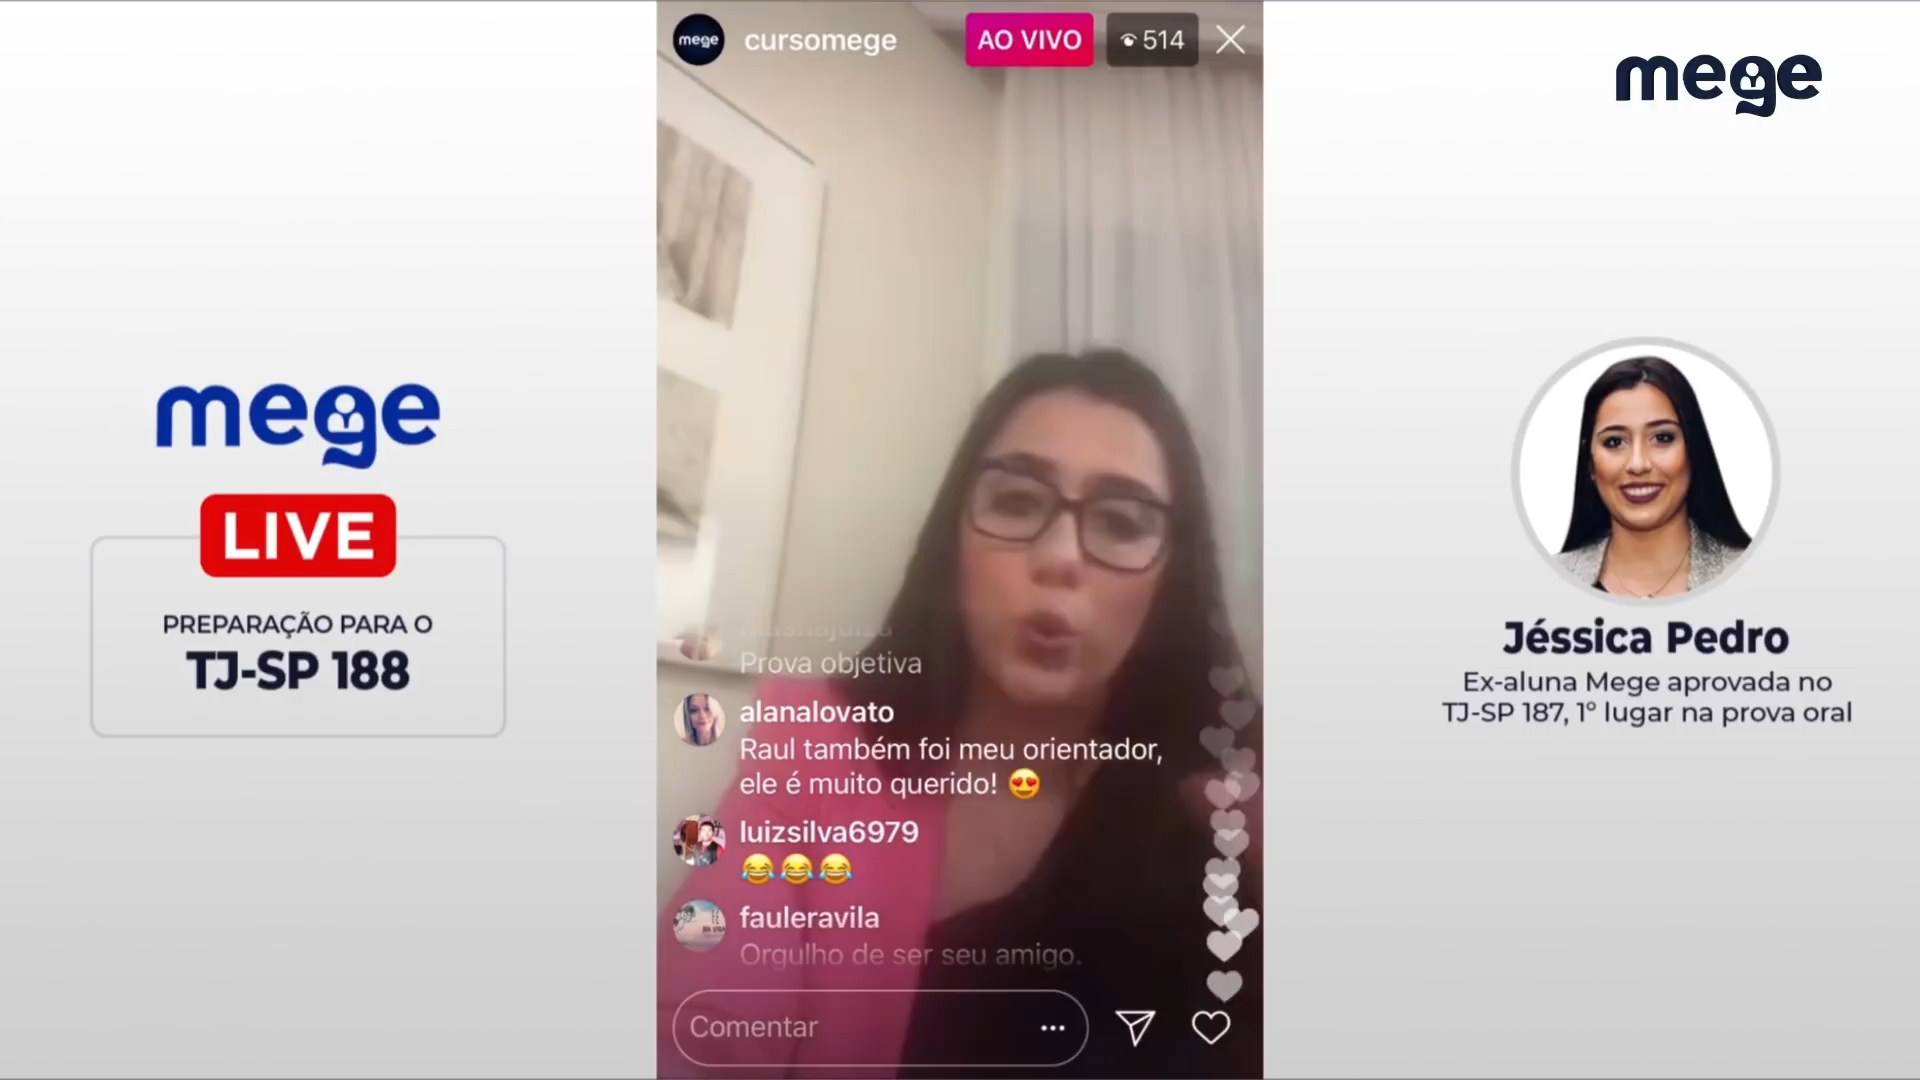 mege
cursomege
AO VIVO
514
mege
mege
LIVE
PREPARAÇÃO PARA O
TJ-SP 188
Prova objetiva
alanalovato
Raul também foi meu orientador,
ele é muito querido! 😍
luizsilva6979
😂😂😂
fauleravila
Orgulho de ser seu amigo.
Comentar
Jéssica Pedro
Ex-aluna Mege aprovada no
TJ-SP 187, 1º lugar na prova oral